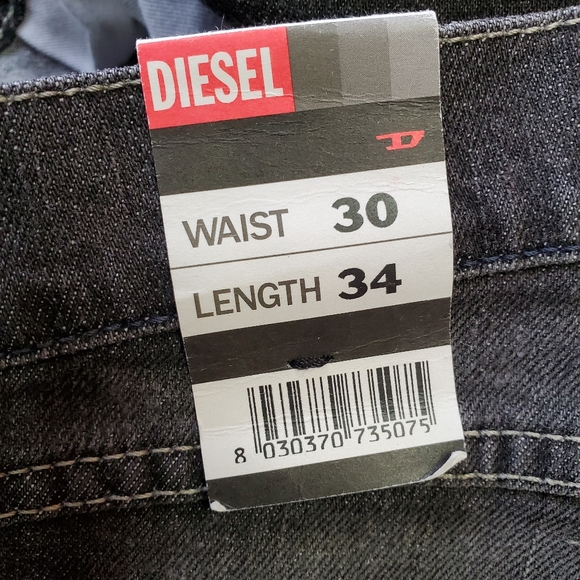 DIESEL
D
WAIST 30
LENGTH 34
8 030370 735075